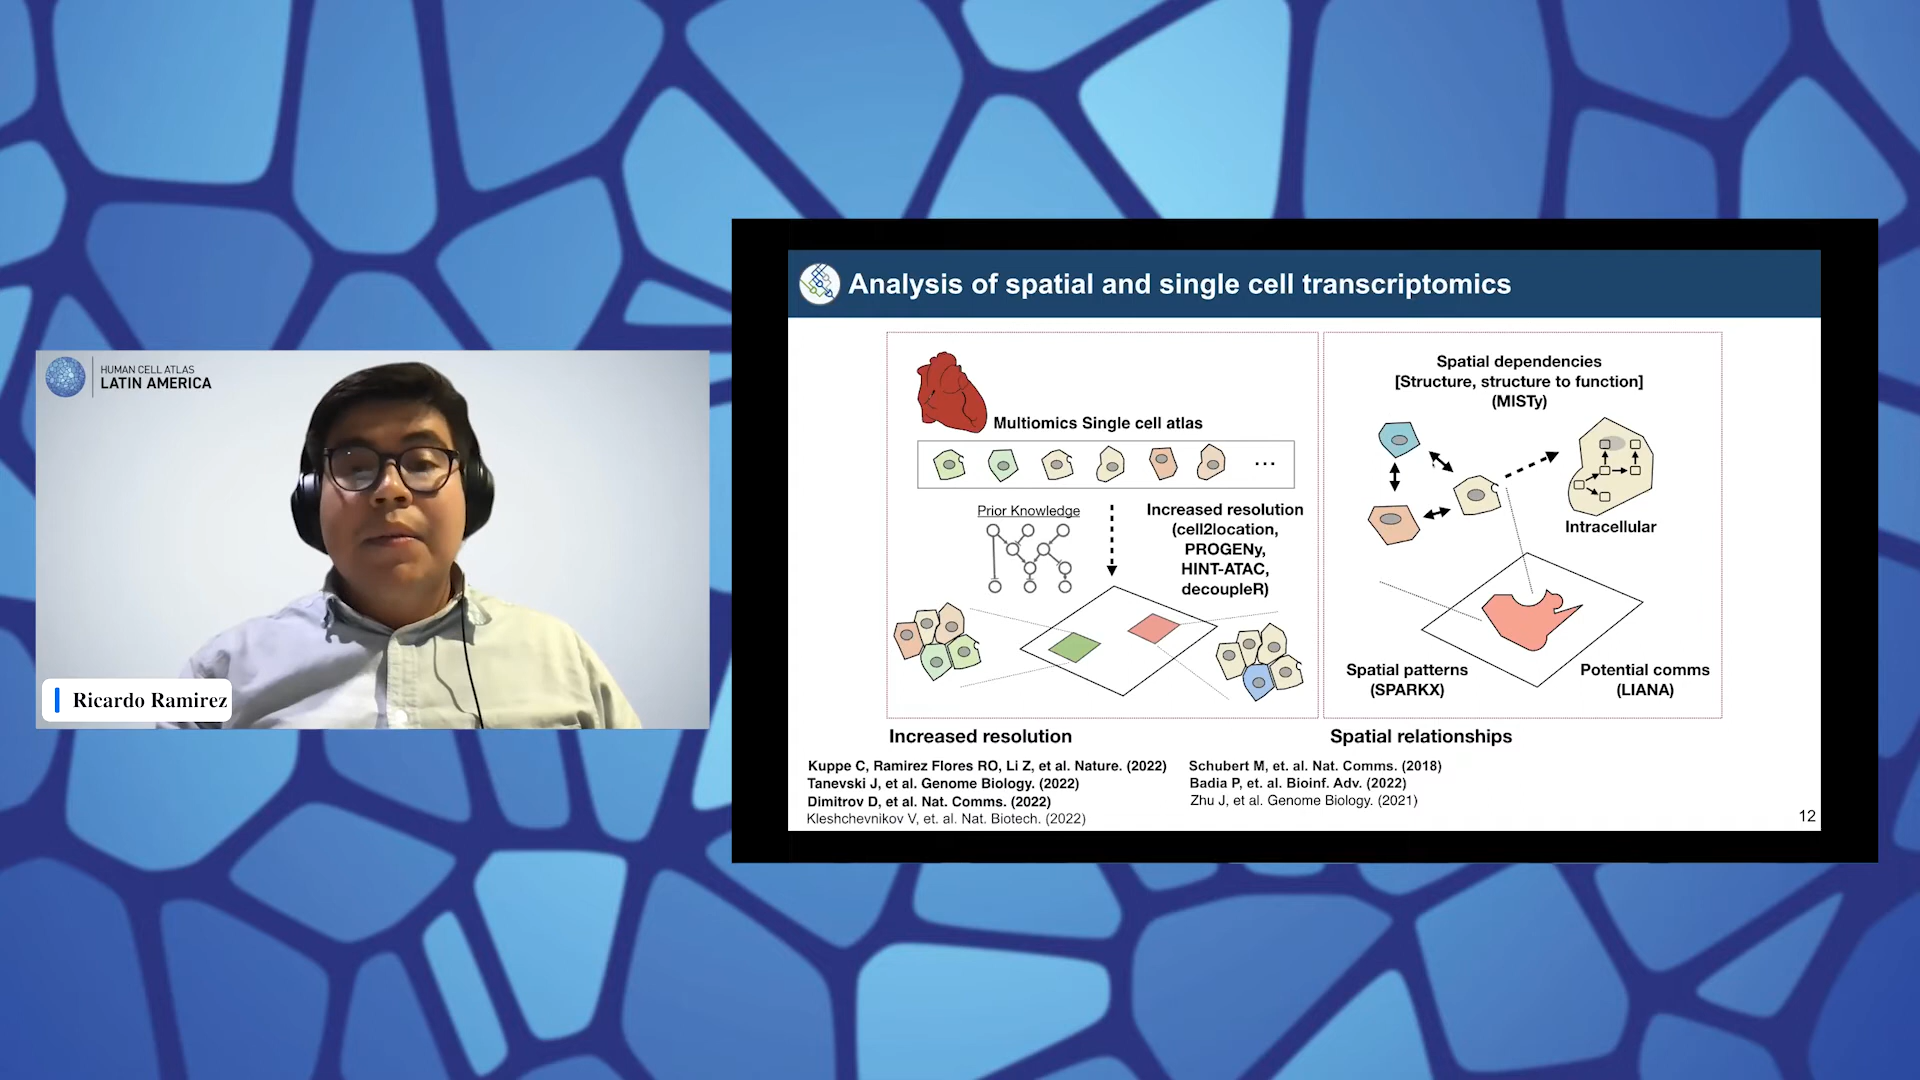 HUMAN CELL ATLAS
LATIN AMERICA
Ricardo Ramirez
Analysis of spatial and single cell transcriptomics
Multiomics Single cell atlas
...
Prior Knowledge
Increased resolution
(cell2location,
PROGENy,
HINT-ATAC,
decoupleR)
Increased resolution
Spatial dependencies
[Structure, structure to function]
(MISTy)
Intracellular
Spatial patterns
(SPARKX)
Potential comms
(LIANA)
Spatial relationships
Kuppe C, Ramirez Flores RO, Li Z, et al. Nature. (2022)
Tanevski J, et al. Genome Biology. (2022)
Dimitrov D, et al. Nat. Comms. (2022)
Kleshchevnikov V, et. al. Nat. Biotech. (2022)
Schubert M, et. al. Nat. Comms. (2018)
Badia P, et. al. Bioinf. Adv. (2022)
Zhu J, et al. Genome Biology. (2021)
12